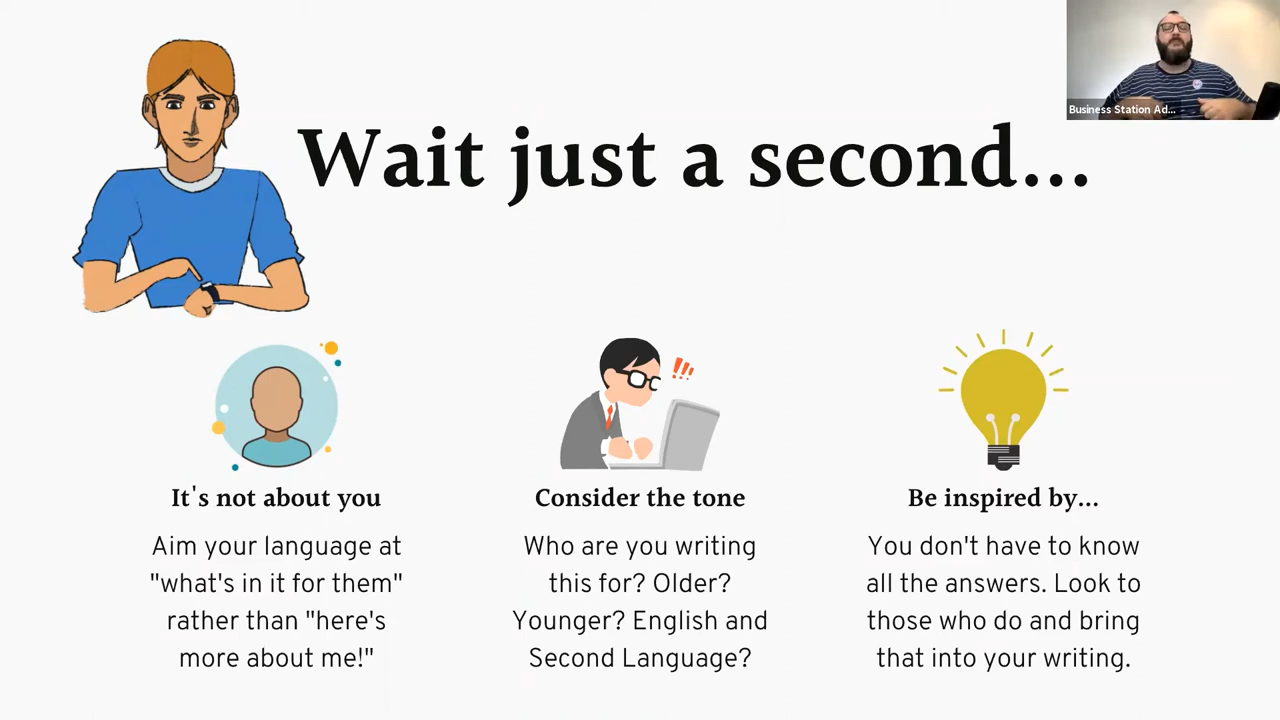 Wait just a second...
Business Station Ad...
It's not about you
Aim your language at
"what's in it for them"
rather than "here's
more about me!"
Consider the tone
Who are you writing
this for? Older?
Younger? English and
Second Language?
Be inspired by...
You don't have to know
all the answers. Look to
those who do and bring
that into your writing.